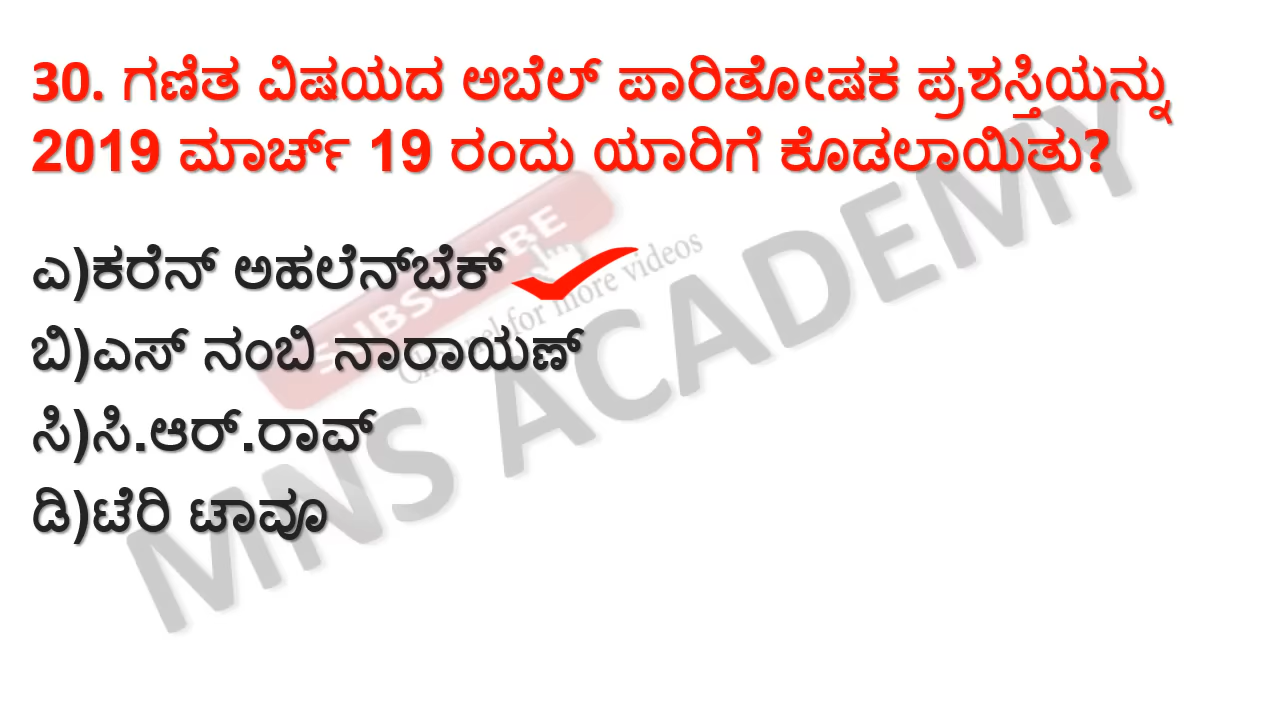 30. ಗಣಿತ ವಿಷಯದ ಅಬೆಲ್ ಪಾರಿತೋಷಕ ಪ್ರಶಸ್ತಿಯನ್ನು
2019 ಮಾರ್ಚ್ 19 ರಂದು ಯಾರಿಗೆ ಕೊಡಲಾಯಿತು?
ಎ)ಕರೆನ್ ಅಹಲೆನ್‌ಬೆಕ್
ಬಿ)ಎಸ್ ನಂಬಿ ನಾರಾಯಣ್
ಸಿ)ಸಿ.ಆರ್.ರಾವ್
ಡಿ)ಟೆರಿ ಟಾವೂ
SUBSCRIBE
Channel for more videos
MNS ACADEMY